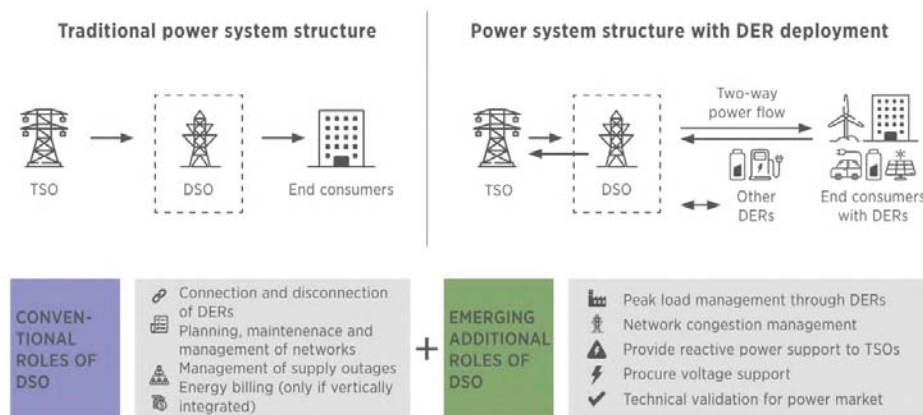 Traditional power system structure
TSO
DSO
End consumers
Power system structure with DER deployment
Two-way
power flow
TSO
DSO
Other
DERs
End consumers
with DERs
CONVEN-
TIONAL
ROLES OF
DSO
Connection and disconnection
of DERs
Planning, maintenenace and
management of networks
Management of supply outages
Energy billing (only if vertically
integrated)
+
EMERGING
ADDITIONAL
ROLES OF
DSO
Peak load management through DERs
Network congestion management
Provide reactive power support to TSOs
Procure voltage support
Technical validation for power market